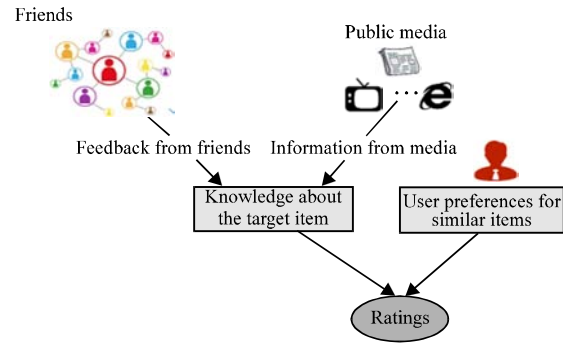 Friends
Public media
Feedback from friends
Information from media
Knowledge about
the target item
User preferences for
similar items
Ratings